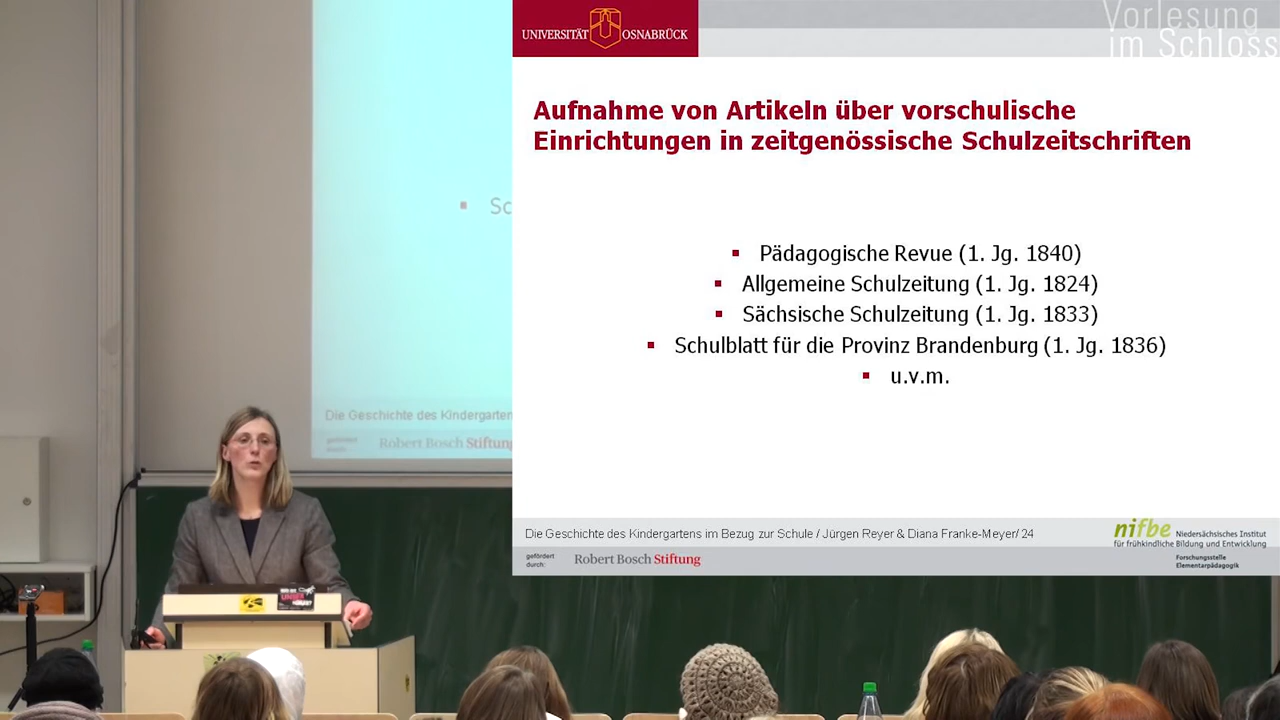 UNIVERSITÄT OSNABRÜCK
Vorlesung
im Schloss
Aufnahme von Artikeln über vorschulische
Einrichtungen in zeitgenössische Schulzeitschriften
▪ Sc
▪ Pädagogische Revue (1. Jg. 1840)
▪ Allgemeine Schulzeitung (1. Jg. 1824)
▪ Sächsische Schulzeitung (1. Jg. 1833)
▪ Schulblatt für die Provinz Brandenburg (1. Jg. 1836)
▪ u.v.m.
Die Geschichte des Kindergarten
gefördert
durch:
Robert Bosch Stiftung
Die Geschichte des Kindergartens im Bezug zur Schule / Jürgen Reyer & Diana Franke-Meyer/ 24
nifbe Niedersächsisches Institut
für frühkindliche Bildung und Entwicklung
Forschungsstelle
Elementarpädagogik
gefördert
durch:
Robert Bosch Stiftung